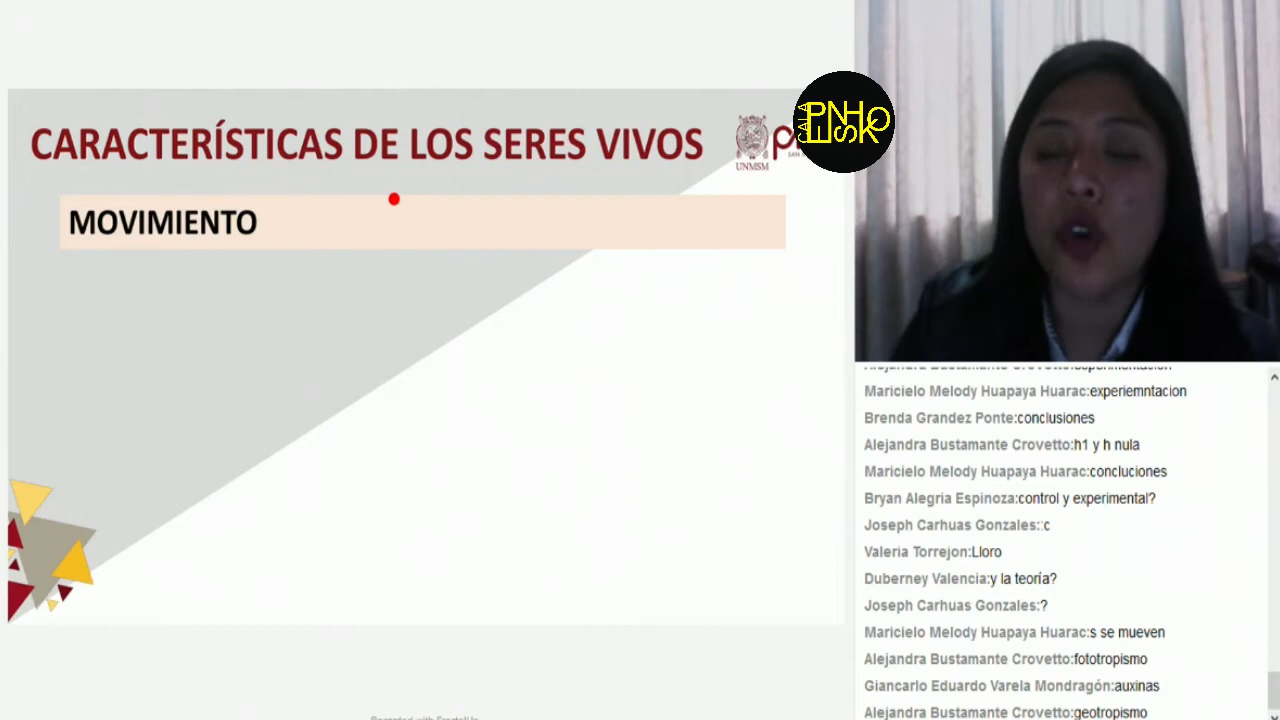 CARACTERÍSTICAS DE LOS SERES VIVOS
UNMSM
MOVIMIENTO
Maricielo Melody Huapaya Huarac:experiemntacion
Brenda Grandez Ponte:conclusiones
Alejandra Bustamante Crovetto:h1 y h nula
Maricielo Melody Huapaya Huarac:concluciones
Bryan Alegria Espinoza:control y experimental?
Joseph Carhuas Gonzales::c
Valeria Torrejon:Lloro
Duberney Valencia:y la teoría?
Joseph Carhuas Gonzales:?
Maricielo Melody Huapaya Huarac:s se mueven
Alejandra Bustamante Crovetto:fototropismo
Giancarlo Eduardo Varela Mondragón:auxinas
Alejandra Bustamante Crovetto:geotropismo